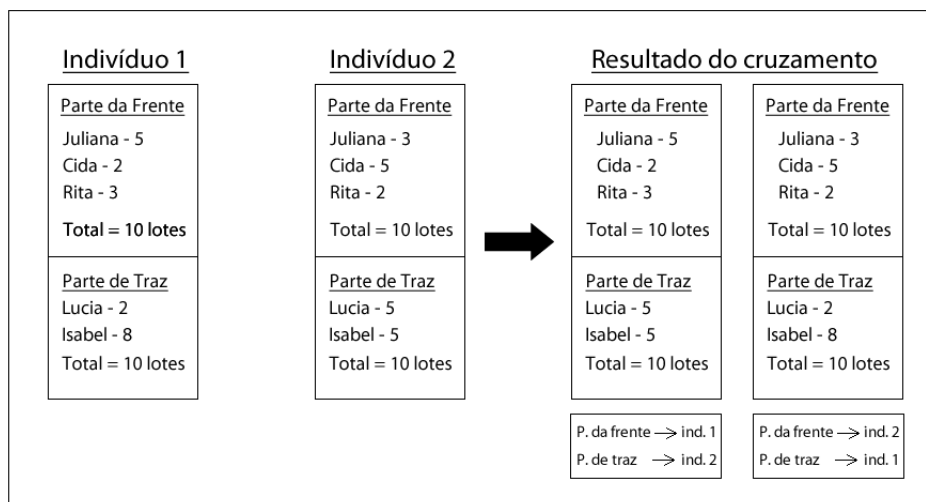 Indivíduo 1
Parte da Frente
Juliana - 5
Cida - 2
Rita - 3
Total = 10 lotes
Parte de Traz
Lucia - 2
Isabel - 8
Total = 10 lotes
Indivíduo 2
Parte da Frente
Juliana - 3
Cida - 5
Rita - 2
Total = 10 lotes
Parte de Traz
Lucia - 5
Isabel - 5
Total = 10 lotes
Resultado do cruzamento
Parte da Frente
Juliana - 5
Cida - 2
Rita - 3
Total = 10 lotes
Parte de Traz
Lucia - 5
Isabel - 5
Total = 10 lotes
P. da frente → ind. 1
P. de traz → ind. 2
Parte da Frente
Juliana - 3
Cida - 5
Rita - 2
Total = 10 lotes
Parte de Traz
Lucia - 2
Isabel - 8
Total = 10 lotes
P. da frente → ind. 2
P. de traz → ind. 1